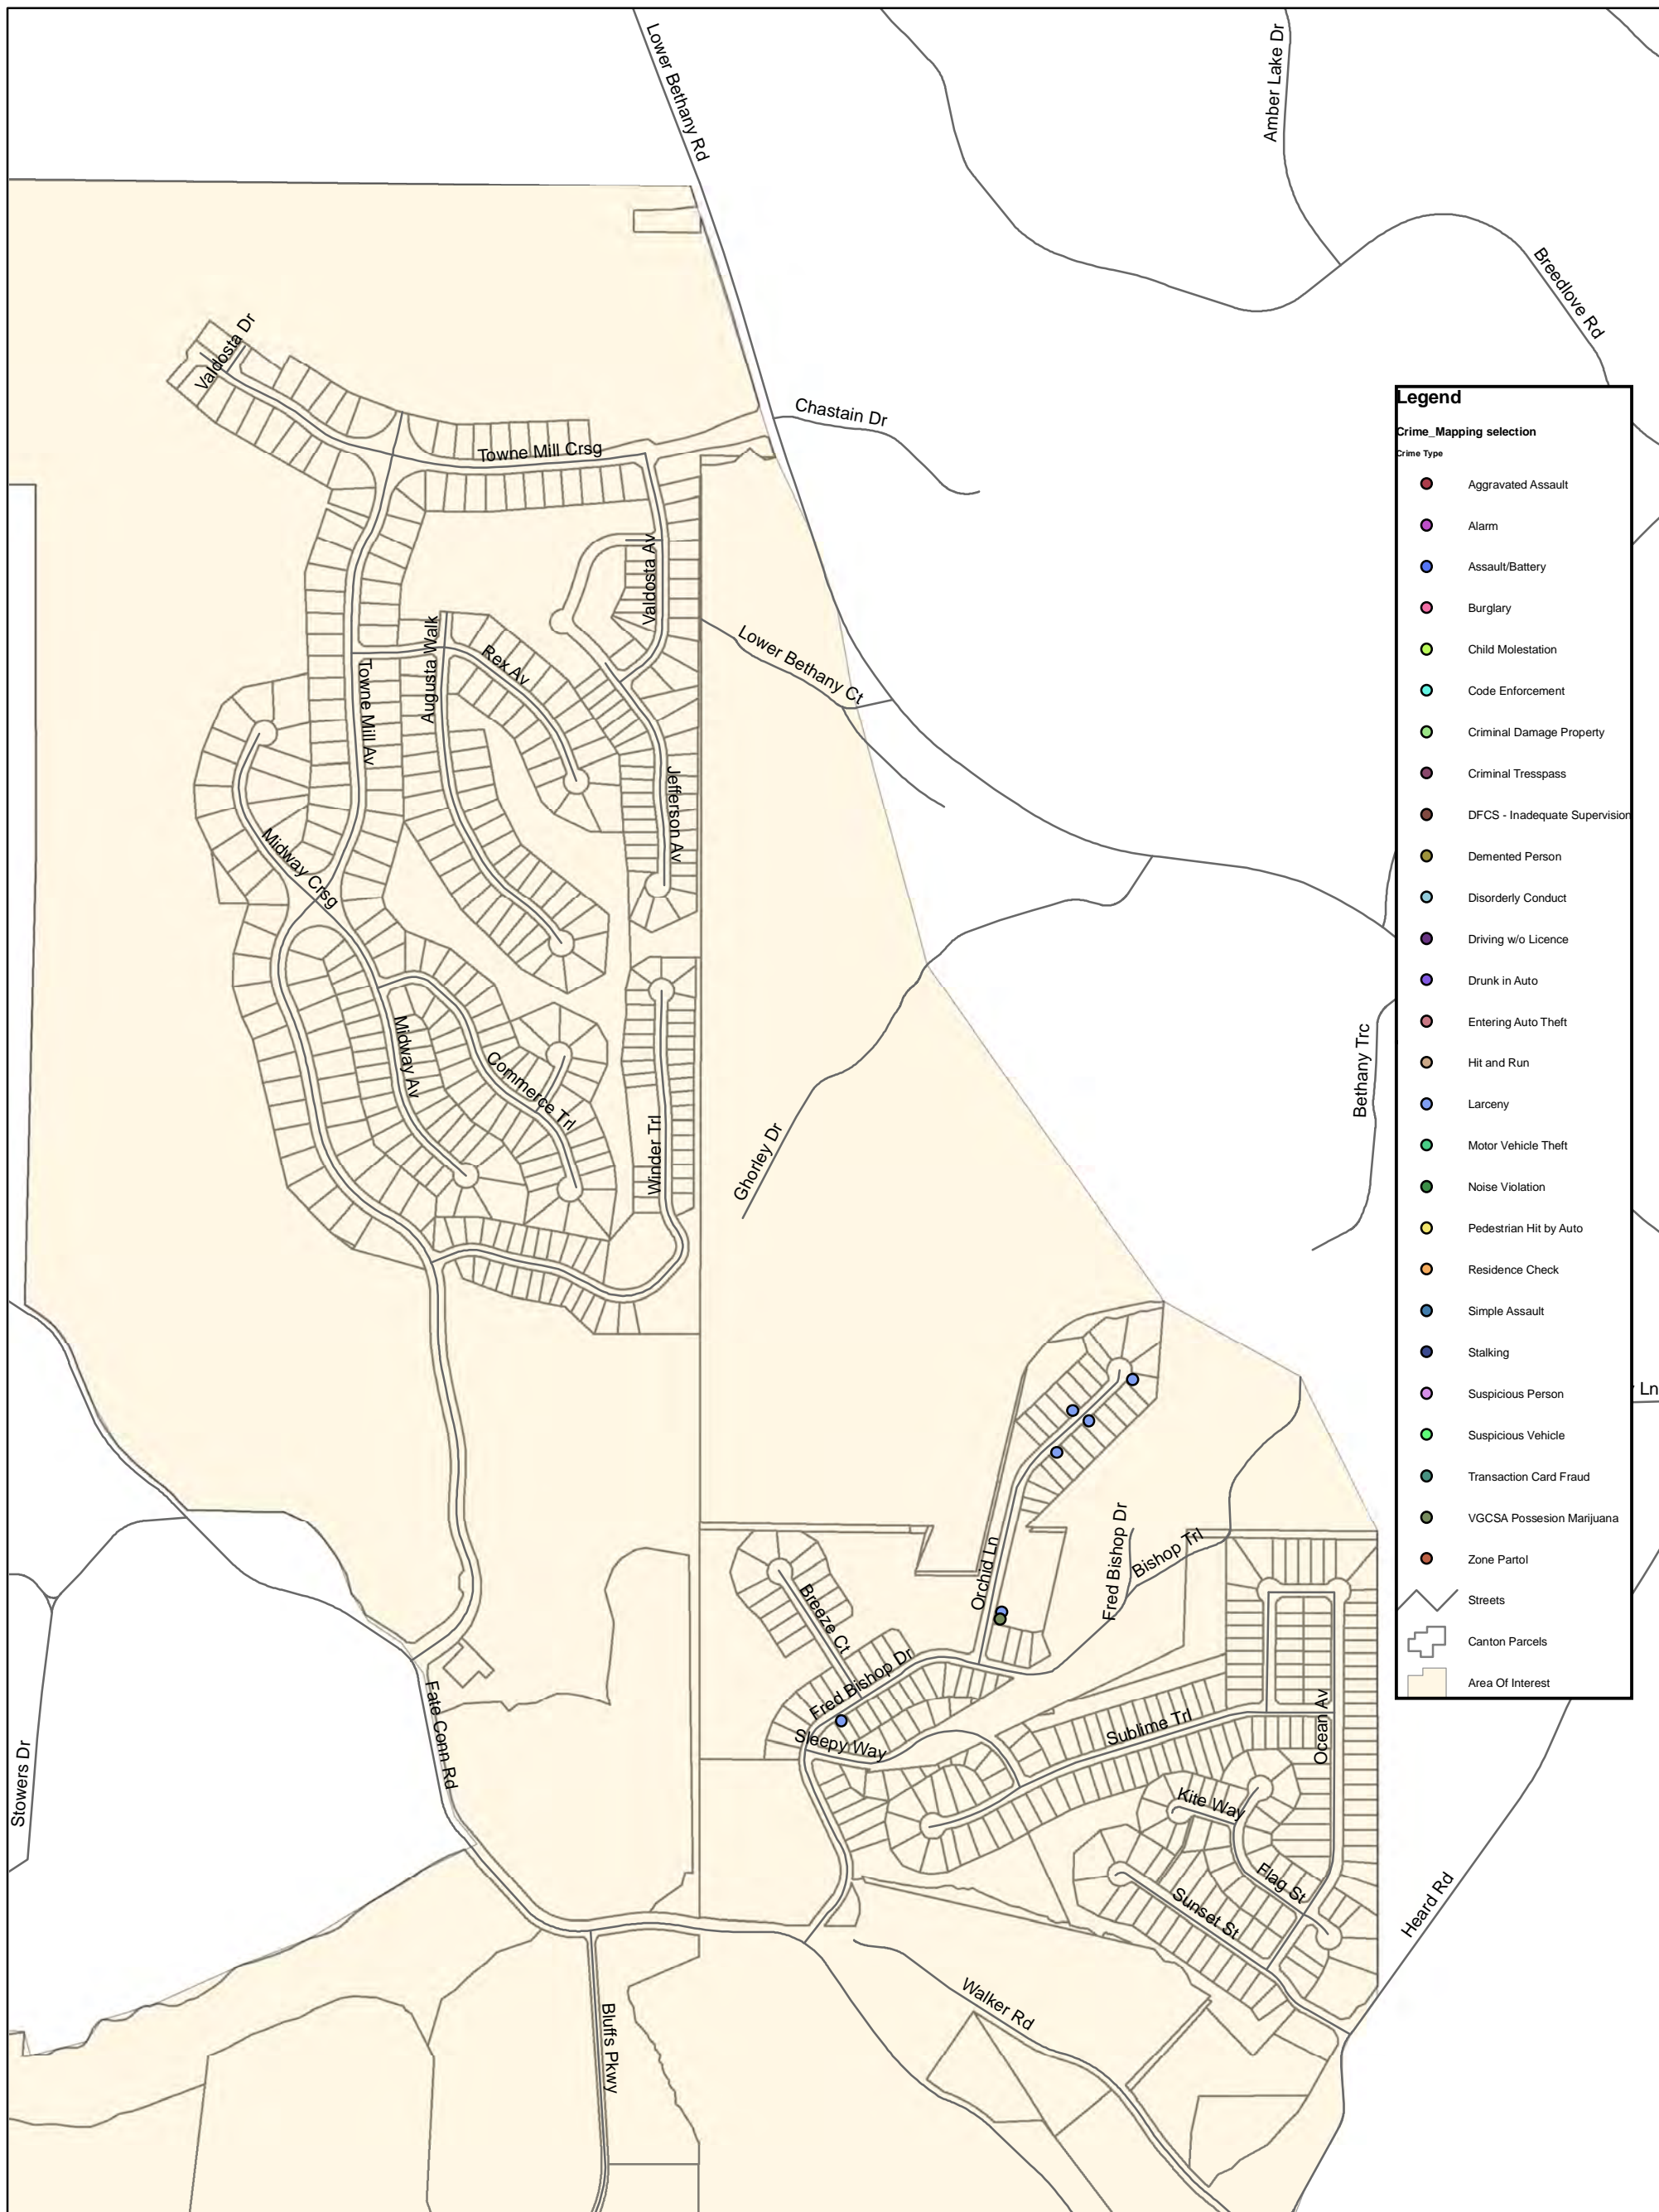 Lower Bethany Rd
Amber Lake Dr
Breedlove Rd
Valdosta Dr
Chastain Dr
Towne Mill Crsg
Valdosta Av
Augusta Walk
Rex Av
Lower Bethany Ct
Towne Mill Av
Jefferson Av
Midway Crsg
Midway Av
Commerce Trl
Winder Trl
Ghorley Dr
Bethany Trc
Ln
Orchid Ln
Fred Bishop Dr
Bishop Trl
Breeze Ct
Fred Bishop Dr
Sleepy Way
Sublime Trl
Ocean Av
Kite Way
Flag St
Sunset St
Fate Conn Rd
Stowers Dr
Heard Rd
Walker Rd
Bluffs Pkwy
Legend
Crime_Mapping selection
Crime Type
Aggravated Assault
Alarm
Assault/Battery
Burglary
Child Molestation
Code Enforcement
Criminal Damage Property
Criminal Tresspass
DFCS - Inadequate Supervision
Demented Person
Disorderly Conduct
Driving w/o Licence
Drunk in Auto
Entering Auto Theft
Hit and Run
Larceny
Motor Vehicle Theft
Noise Violation
Pedestrian Hit by Auto
Residence Check
Simple Assault
Stalking
Suspicious Person
Suspicious Vehicle
Transaction Card Fraud
VGCSA Possesion Marijuana
Zone Partol
Streets
Canton Parcels
Area Of Interest